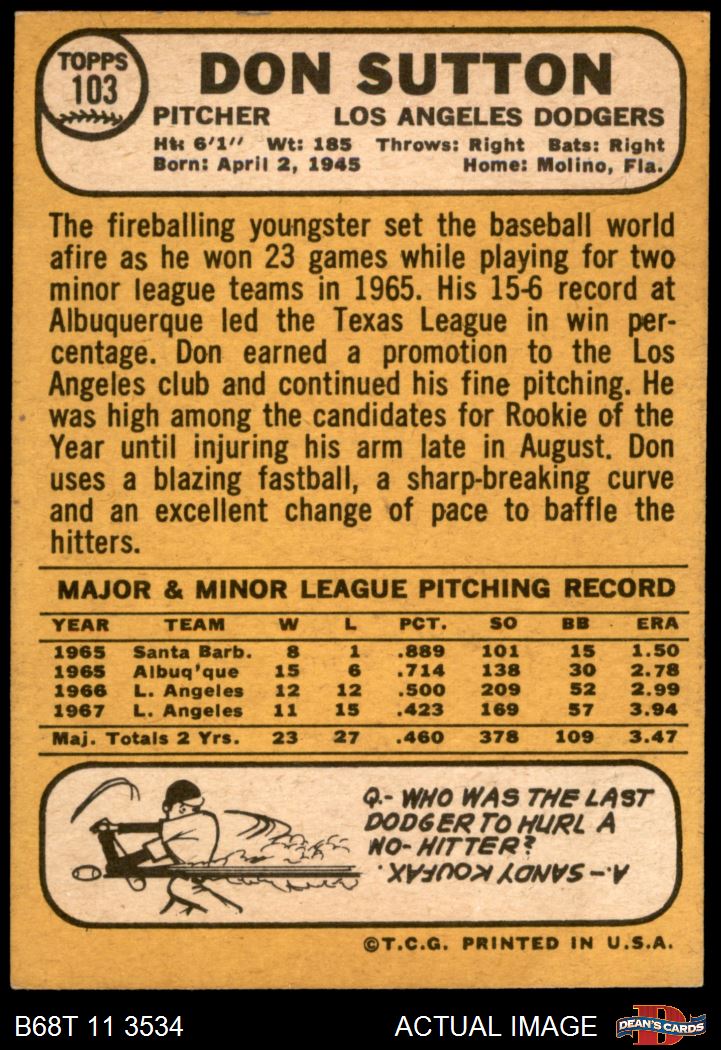 TOPPS
103
DON SUTTON
PITCHER LOS ANGELES DODGERS
Ht: 6'1" Wt: 185 Throws: Right Bats: Right
Born: April 2, 1945 Home: Molino, Fla.
The fireballing youngster set the baseball world
afire as he won 23 games while playing for two
minor league teams in 1965. His 15-6 record at
Albuquerque led the Texas League in win per-
centage. Don earned a promotion to the Los
Angeles club and continued his fine pitching. He
was high among the candidates for Rookie of the
Year until injuring his arm late in August. Don
uses a blazing fastball, a sharp-breaking curve
and an excellent change of pace to baffle the
hitters.
MAJOR & MINOR LEAGUE PITCHING RECORD
YEAR TEAM W L PCT. SO BB ERA
1965 Santa Barb. 8 1 .889 101 15 1.50
1965 Albuq'que 15 6 .714 138 30 2.78
1966 L. Angeles 12 12 .500 209 52 2.99
1967 L. Angeles 11 15 .423 169 57 3.94
Maj. Totals 2 Yrs. 23 27 .460 378 109 3.47
Q.- WHO WAS THE LAST
DODGER TO HURL A
NO-HITTER?
A.- SANDY KOUFAX.
©T.C.G. PRINTED IN U.S.A.
B68T 11 3534 ACTUAL IMAGE
D
DEAN'S CARDS